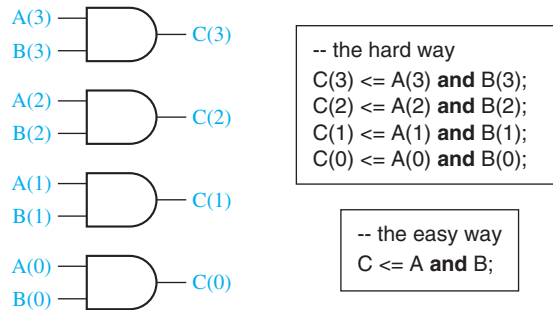 A(3)
B(3)
C(3)
A(2)
B(2)
C(2)
A(1)
B(1)
C(1)
A(0)
B(0)
C(0)
-- the hard way
C(3) <= A(3) and B(3);
C(2) <= A(2) and B(2);
C(1) <= A(1) and B(1);
C(0) <= A(0) and B(0);
-- the easy way
C <= A and B;